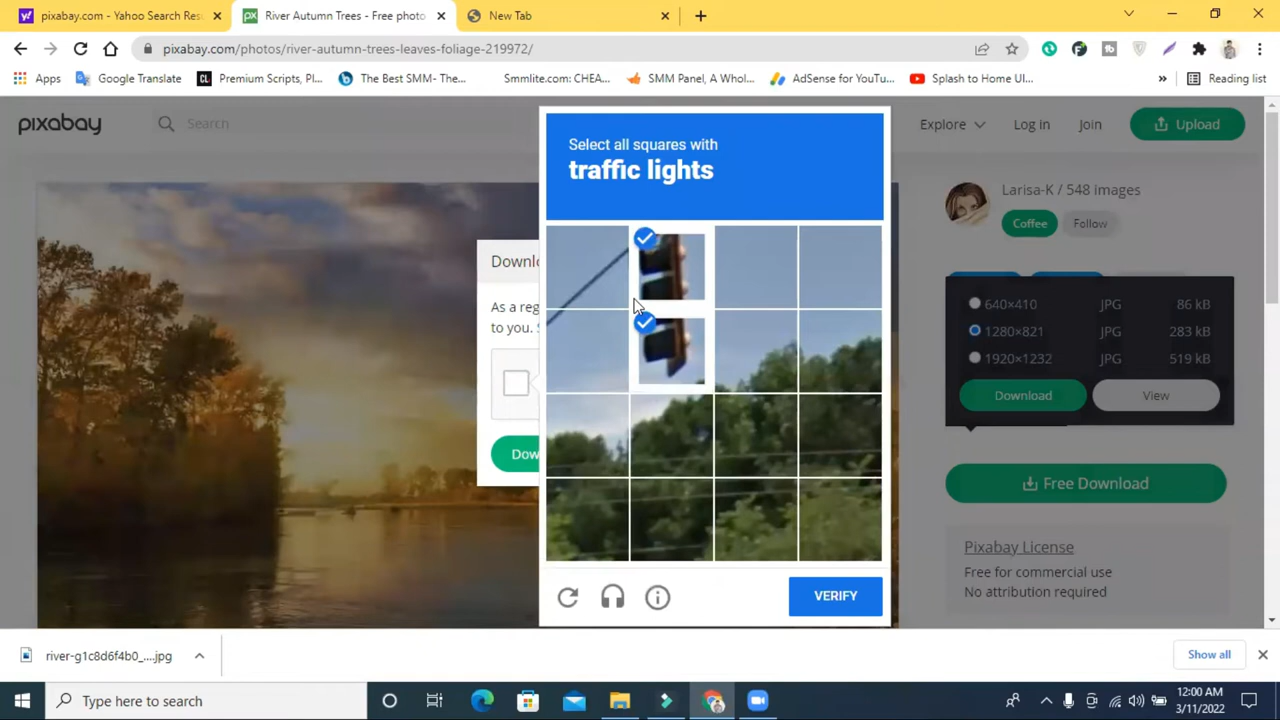 pixabay.com - Yahoo Search Res
River Autumn Trees - Free photo
New Tab
pixabay.com/photos/river-autumn-trees-leaves-foliage-219972/
Apps
Google Translate
Premium Scripts, Pl...
The Best SMM- The...
Smmlite.com: CHEA...
SMM Panel, A Whol...
AdSense for YouTu...
Splash to Home UI...
»
Reading list
pixabay
Search
Explore
Log in
Join
Upload
Select all squares with
traffic lights
Larisa-K / 548 images
Coffee
Follow
Downlo
As a reg
to you. S
Dow
640×410 JPG 86 kB
1280×821 JPG 283 kB
1920×1232 JPG 519 kB
Download
View
Free Download
Pixabay License
Free for commercial use
No attribution required
VERIFY
river-g1c8d6f4b0_....jpg
Show all
Type here to search
12:00 AM
3/11/2022